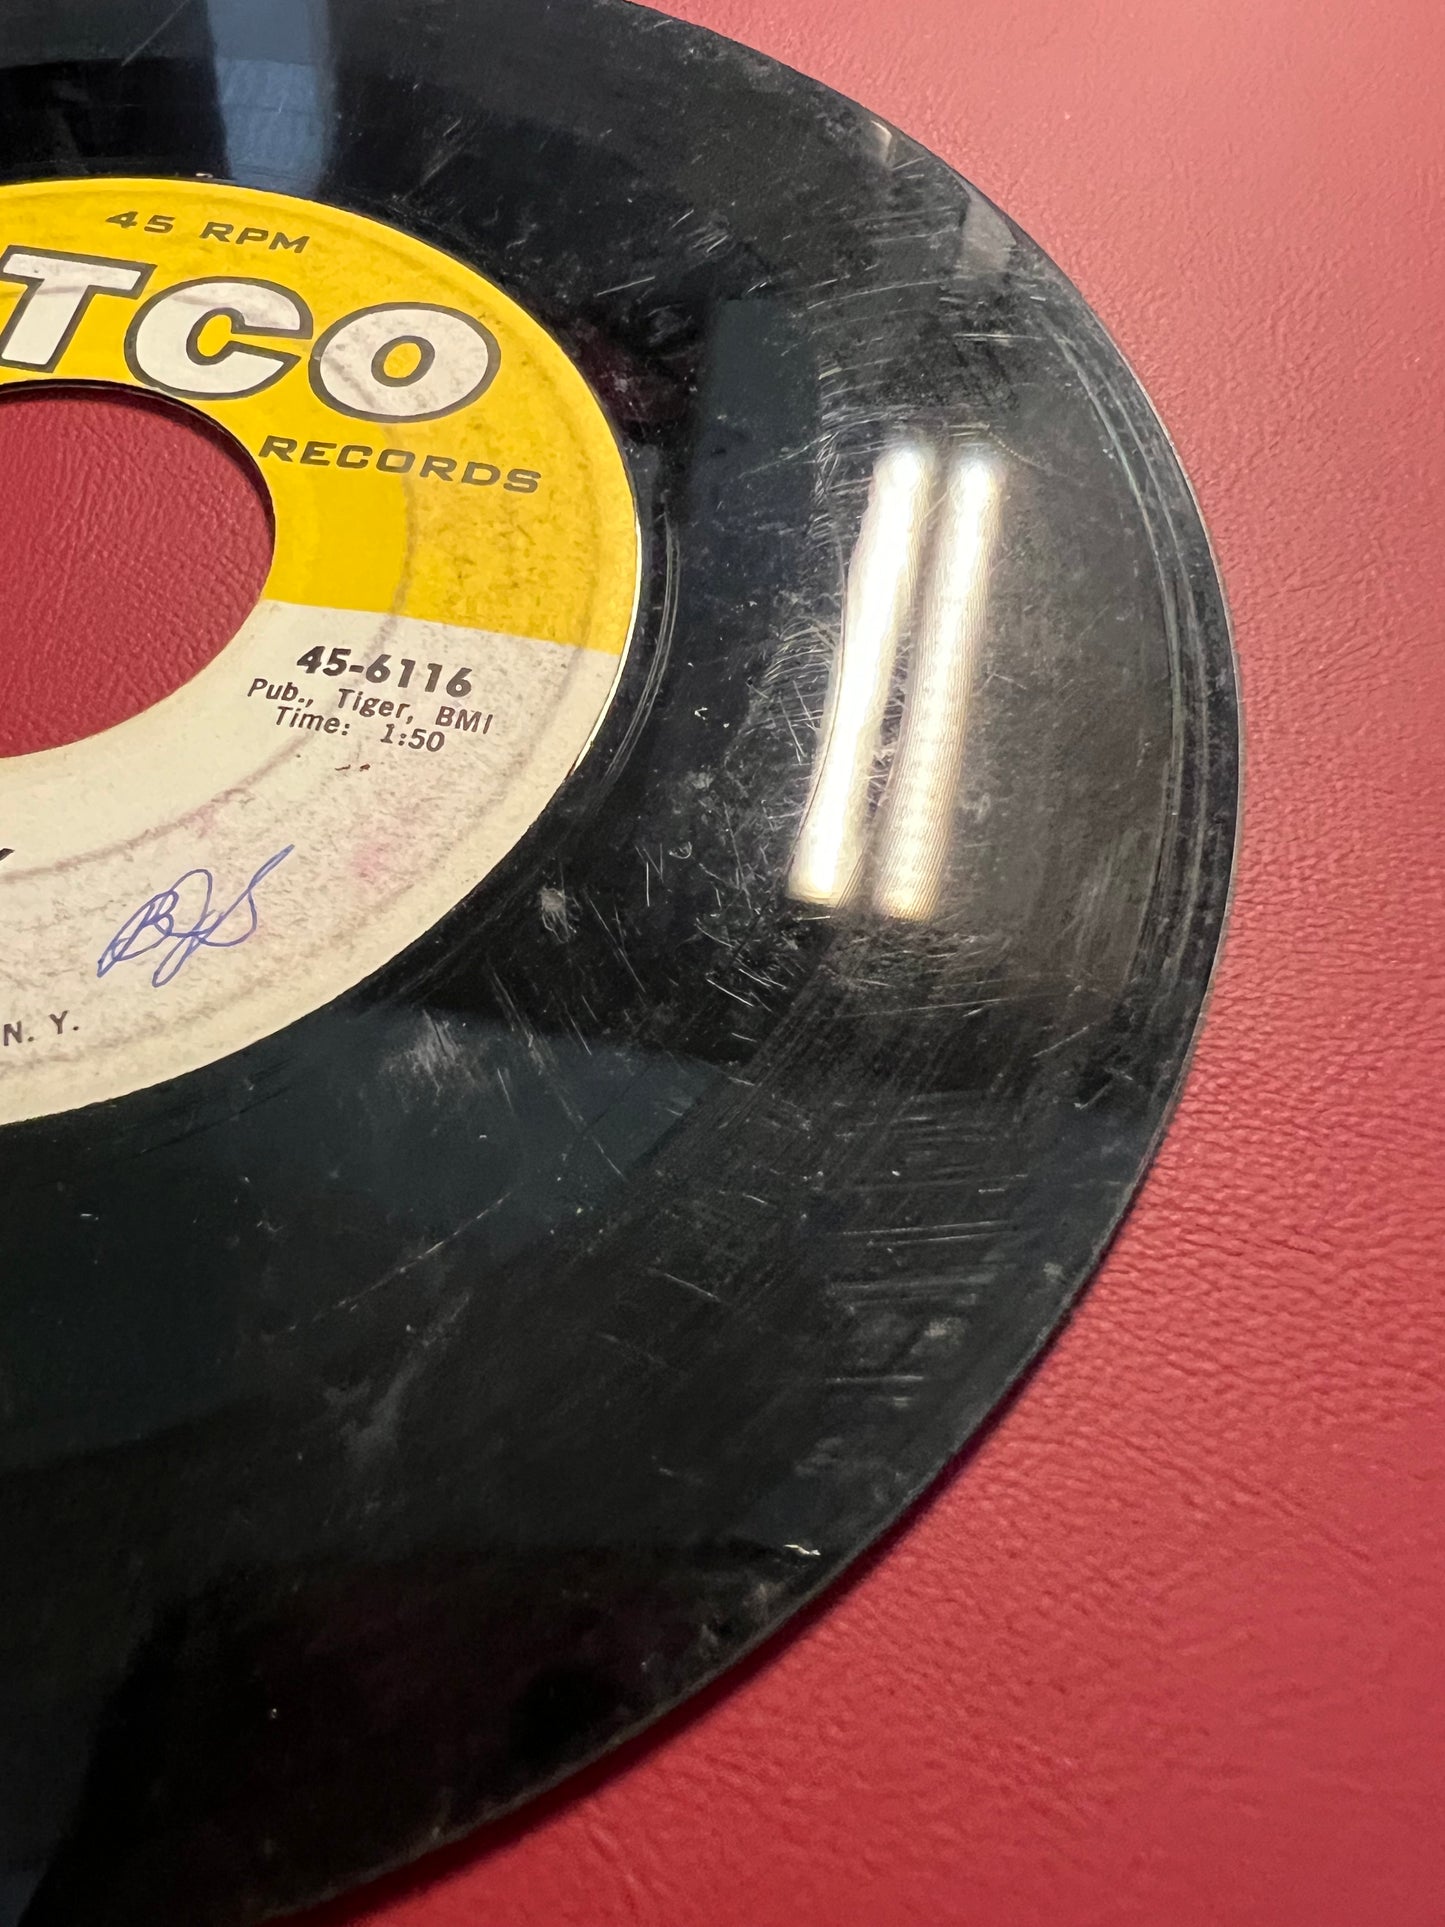 45 RPM
TCO
RECORDS
45-6116
Pub., Tiger, BMI
Time: 1:50
N. Y.